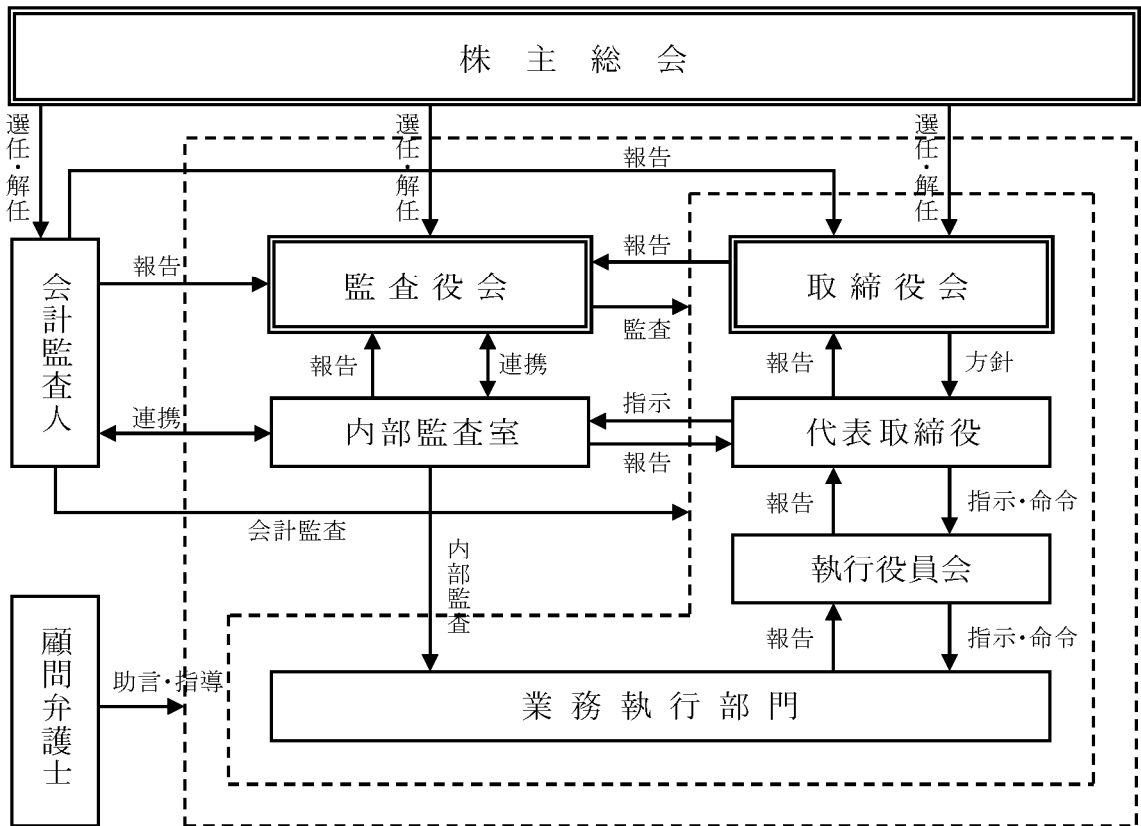 株主総会
選任・解任
選任・解任
選任・解任
報告
会計監査人
報告
監査役会
報告
監査
取締役会
報告
連携
報告
方針
連携
内部監査室
指示
報告
代表取締役
会計監査
内部監査
報告
指示・命令
執行役員会
報告
指示・命令
顧問弁護士
助言・指導
業務執行部門